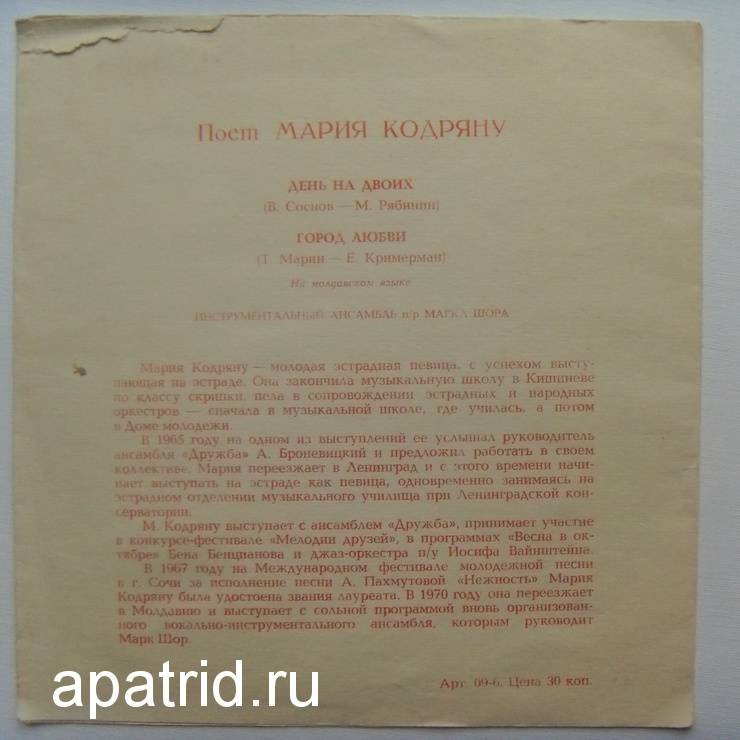 Поет МАРИЯ КОДРЯНУ
ДЕНЬ НА ДВОИХ
(В. Соснов — М. Рябинин)
ГОРОД ЛЮБВИ
(Т. Марин — Е. Кримерман)
На молдавском языке
ИНСТРУМЕНТАЛЬНЫЙ АНСАМБЛЬ п/р МАРКА ШОРА
Мария Кодряну — молодая эстрадная певица, с успехом высту-
пающая на эстраде. Она закончила музыкальную школу в Кишиневе
по классу скрипки, пела в сопровождении эстрадных и народных
оркестров — сначала в музыкальной школе, где училась, а потом
в Доме молодежи.
В 1965 году на одном из выступлений ее услышал руководитель
ансамбля «Дружба» А. Броневицкий и предложил работать в своем
коллективе. Мария переезжает в Ленинград и с этого времени начи-
нает выступать на эстраде как певица, одновременно занимаясь на
эстрадном отделении музыкального училища при Ленинградской кон-
серватории.
М. Кодряну выступает с ансамблем «Дружба», принимает участие
в конкурсе-фестивале «Мелодии друзей», в программах «Весна в ок-
тябре» Бена Бенцианова и джаз-оркестра п/у Иосифа Вайнштейна.
В 1967 году на Международном фестивале молодежной песни
в г. Сочи за исполнение песни А. Пахмутовой «Нежность» Мария
Кодряну была удостоена звания лауреата. В 1970 году она переезжает
в Молдавию и выступает с сольной программой вновь организован-
ного вокально-инструментального ансамбля, которым руководит
Марк Шор.
Арт. 09-6. Цена 30 коп.
apatrid.ru